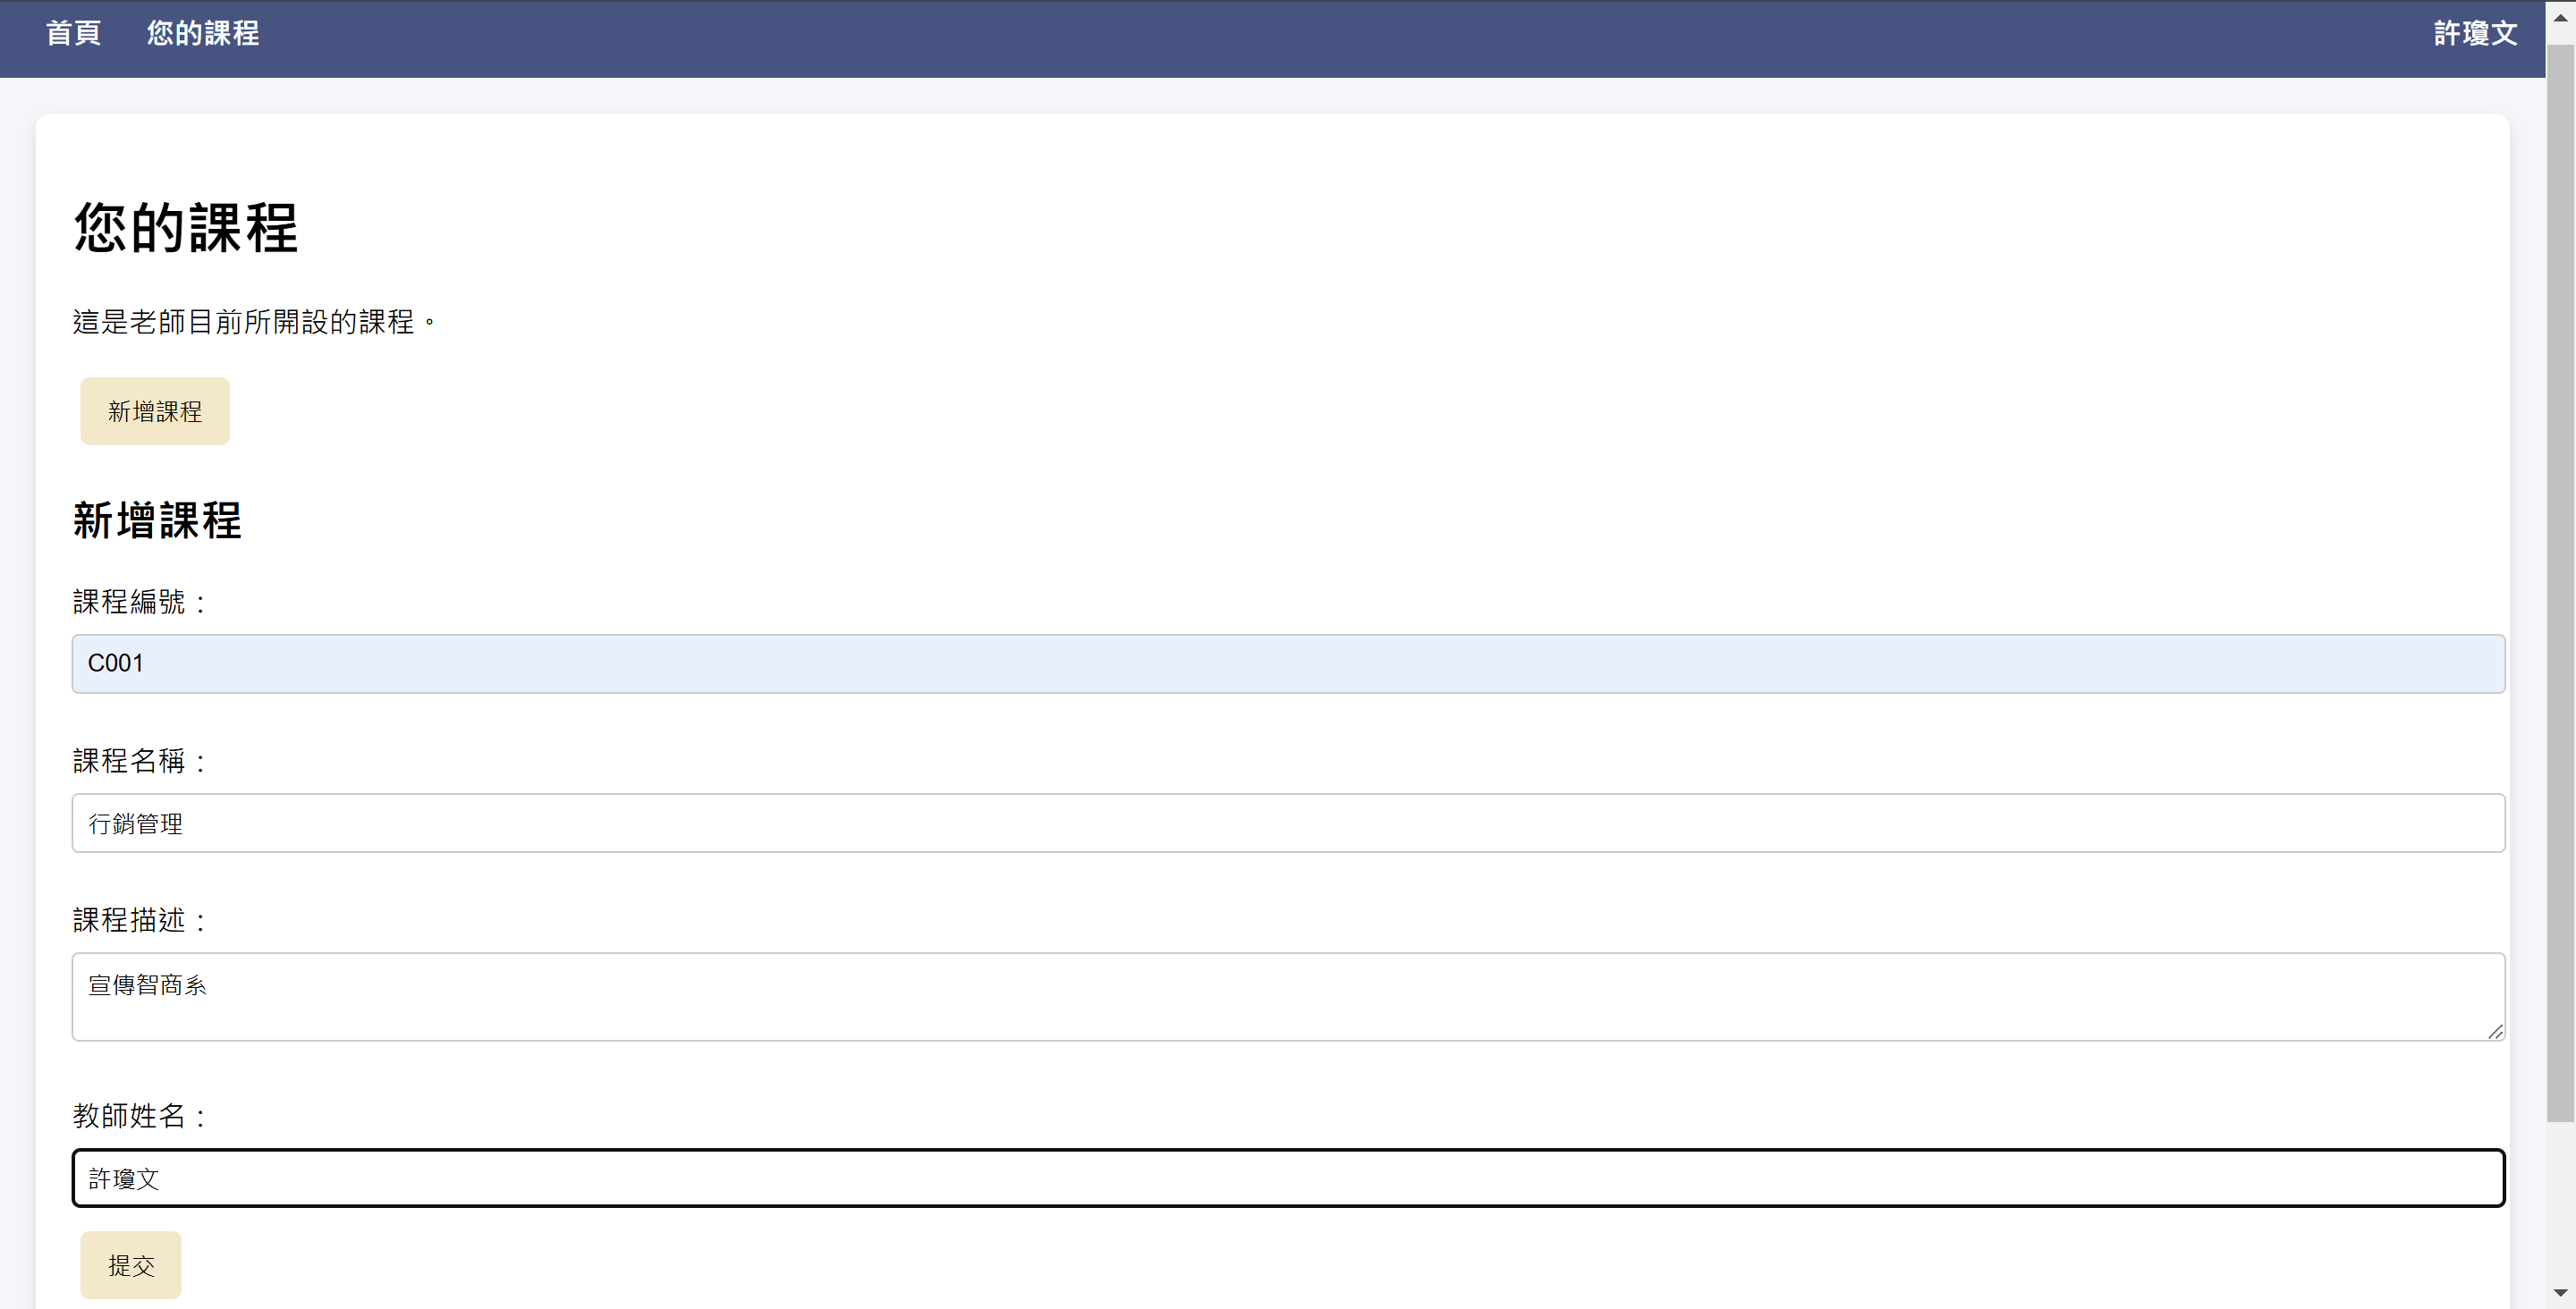 首頁 您的課程 許瓊文
您的課程
這是老師目前所開設的課程。
新增課程
新增課程
課程編號：
C001
課程名稱：
行銷管理
課程描述：
宣傳智商系
教師姓名：
許瓊文
提交